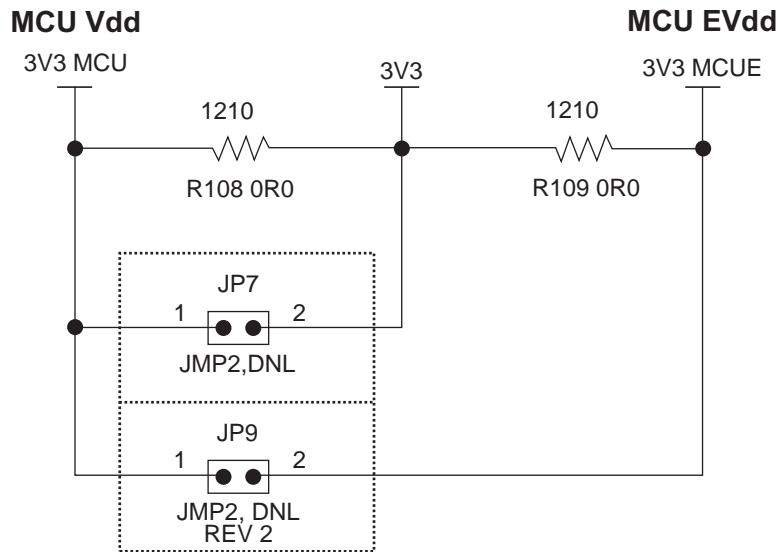 MCU Vdd
MCU EVdd
3V3 MCU
3V3
3V3 MCUE
1210
1210
R108 0R0
R109 0R0
JP7
1
2
JMP2,DNL
JP9
1
2
JMP2, DNL
REV 2